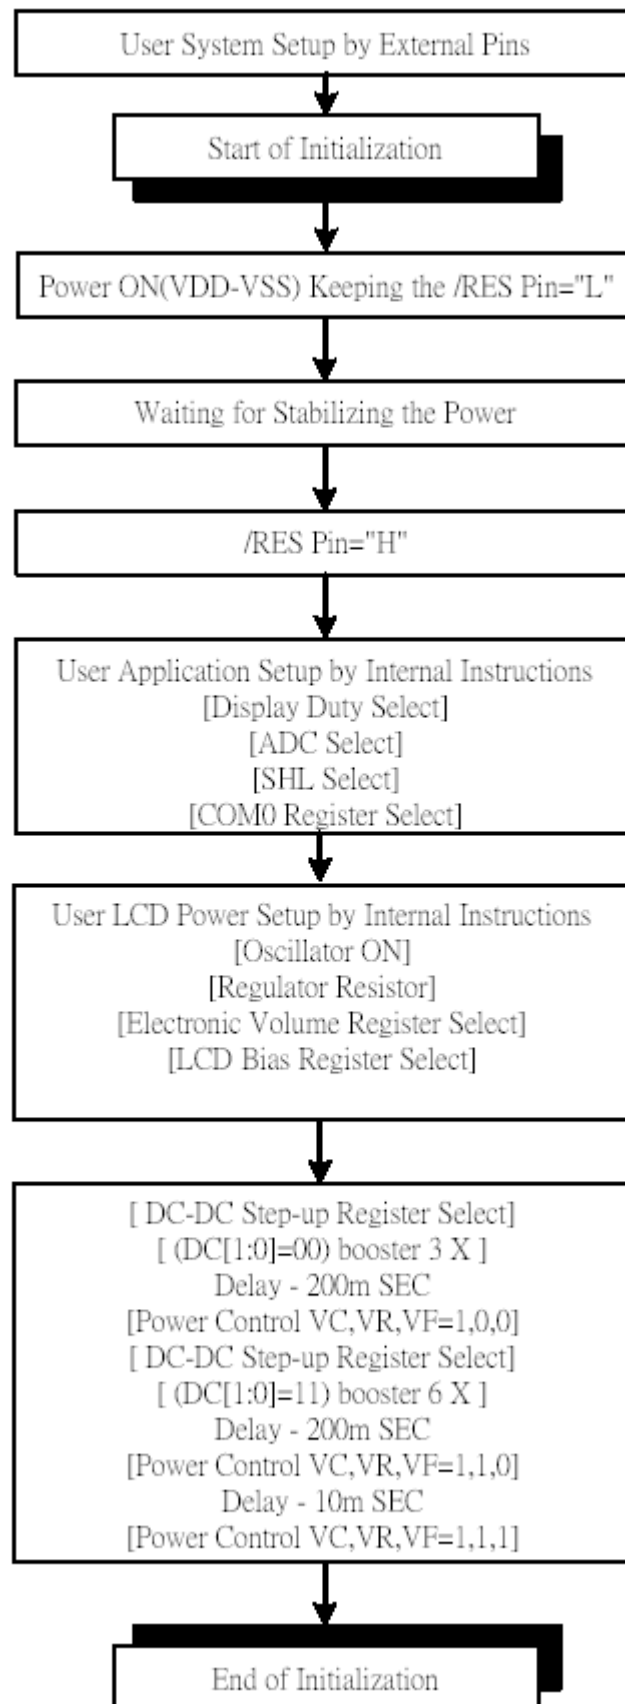 User System Setup by External Pins
Start of Initialization
Power ON(VDD-VSS) Keeping the /RES Pin="L"
Waiting for Stabilizing the Power
/RES Pin="H"
User Application Setup by Internal Instructions
[Display Duty Select]
[ADC Select]
[SHL Select]
[COM0 Register Select]
User LCD Power Setup by Internal Instructions
[Oscillator ON]
[Regulator Resistor]
[Electronic Volume Register Select]
[LCD Bias Register Select]
[ DC-DC Step-up Register Select]
[ (DC[1:0]=00) booster 3 X ]
Delay - 200m SEC
[Power Control VC,VR,VF=1,0,0]
[ DC-DC Step-up Register Select]
[ (DC[1:0]=11) booster 6 X ]
Delay - 200m SEC
[Power Control VC,VR,VF=1,1,0]
Delay - 10m SEC
[Power Control VC,VR,VF=1,1,1]
End of Initialization